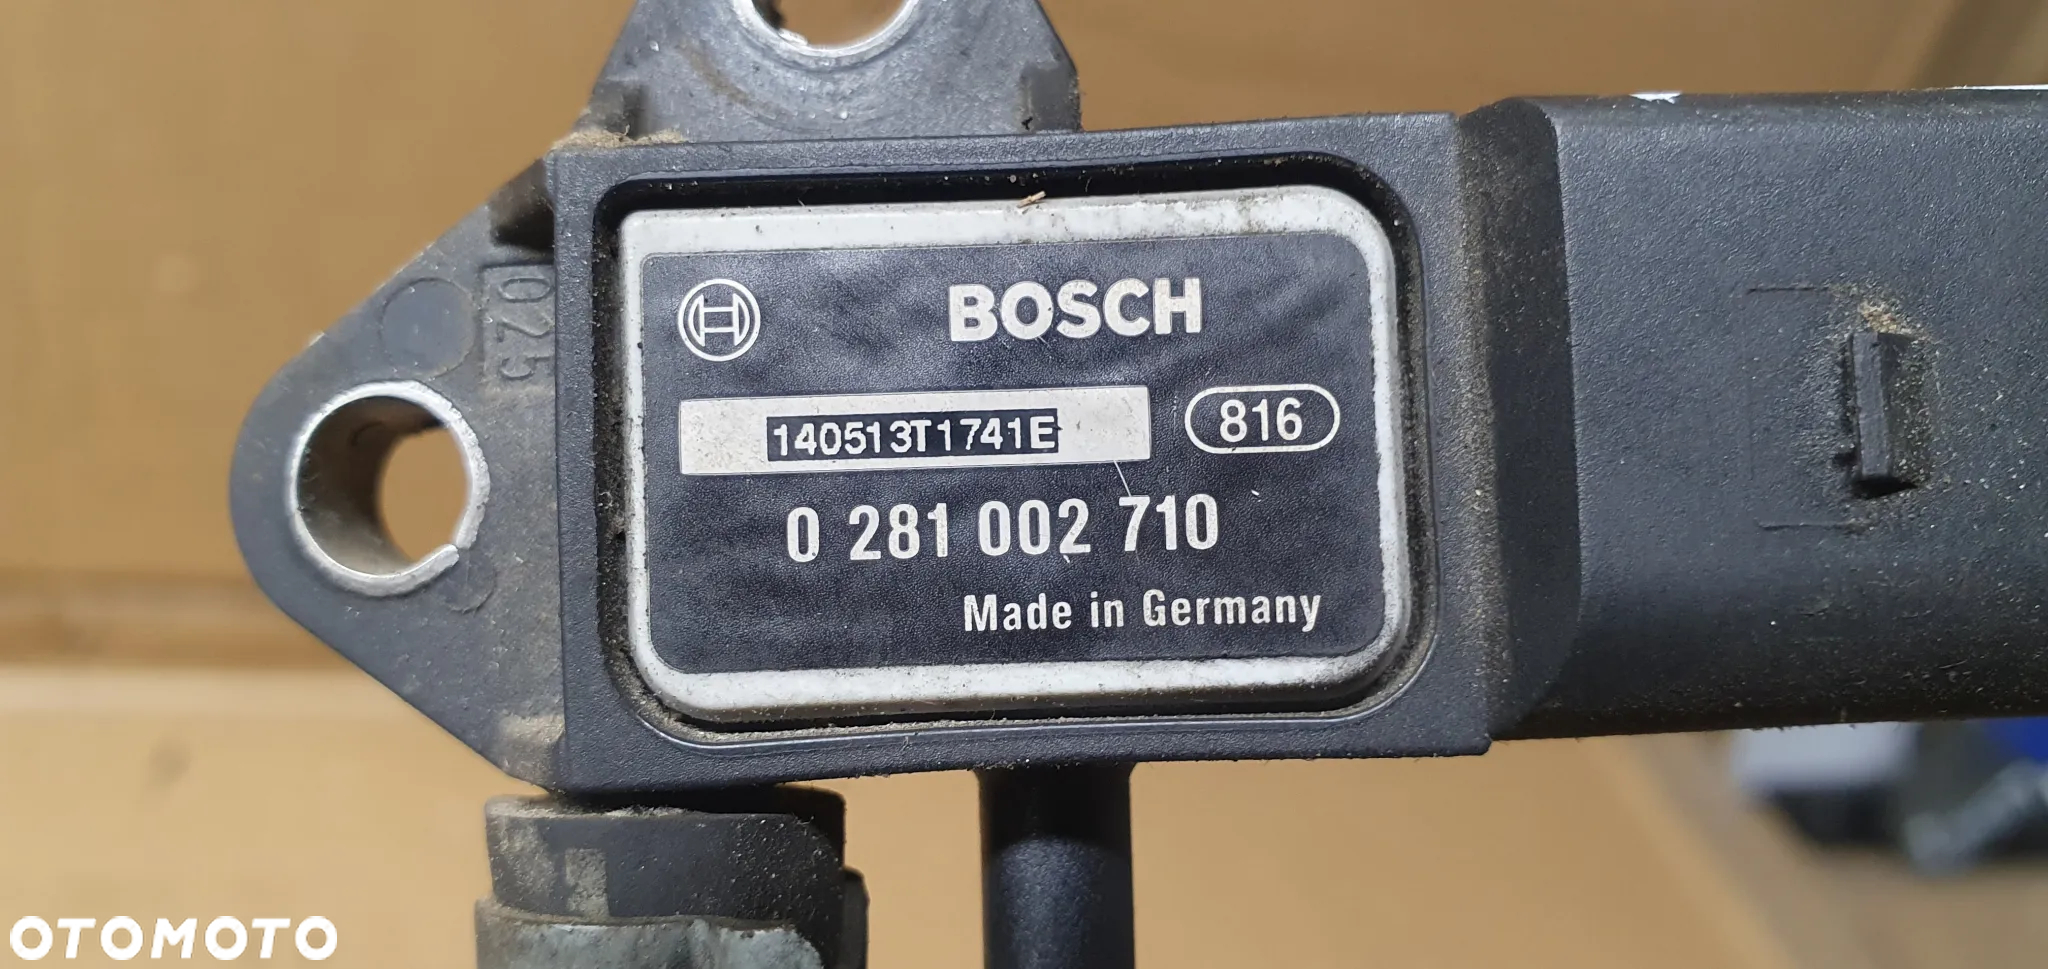 BOSCH
140513T1741E
816
0 281 002 710
Made in Germany
025
OTOMOTO